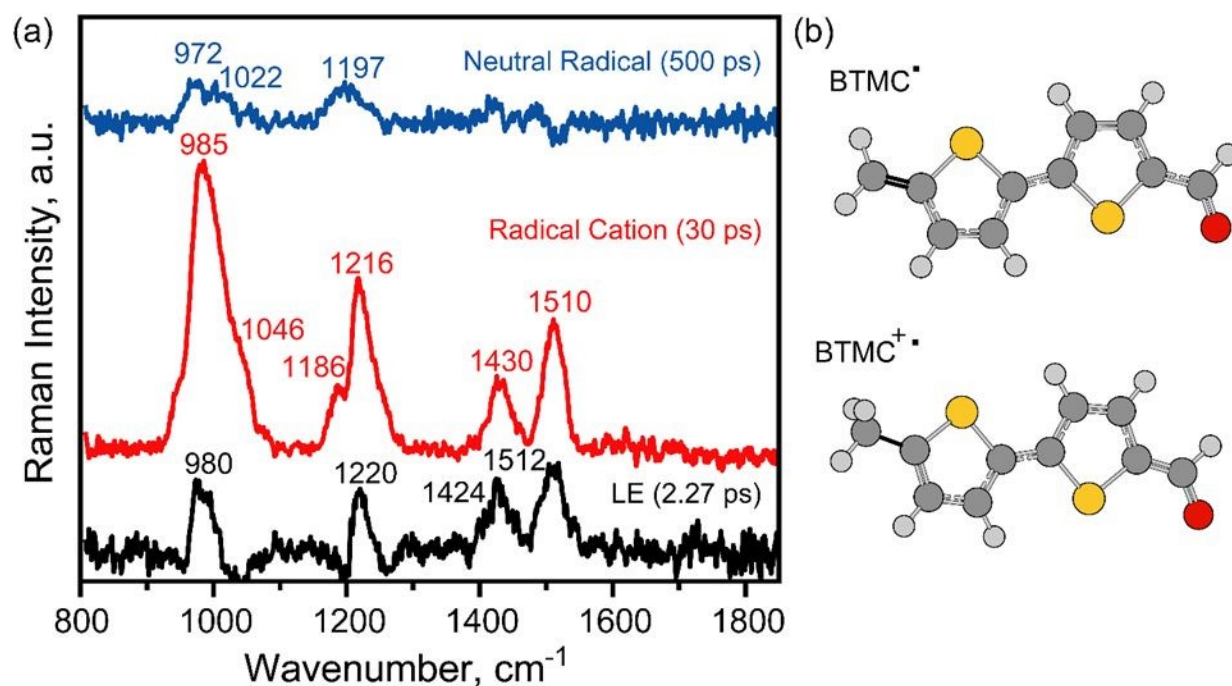 (a)
Raman Intensity, a.u.
972
1022
1197
Neutral Radical (500 ps)
985
1046
1186
1216
Radical Cation (30 ps)
1430
1510
980
1220
1424
1512
LE (2.27 ps)
800 1000 1200 1400 1600 1800
Wavenumber, cm⁻¹
(b)
BTMC▪
BTMC⁺▪